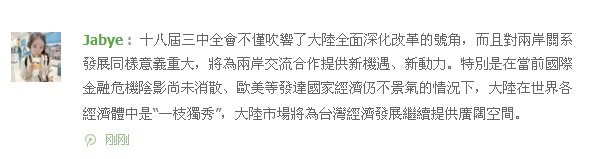 Jabye： 十八屆三中全會不僅吹響了大陸全面深化改革的號角，而且對兩岸關系
發展同樣意義重大，將為兩岸交流合作提供新機遇、新動力。特別是在當前國際
金融危機陰影尚未消散、歐美等發達國家經濟仍不景氣的情況下，大陸在世界各
經濟體中是“一枝獨秀”，大陸市場將為台灣經濟發展繼續提供廣闊空間。
刚刚